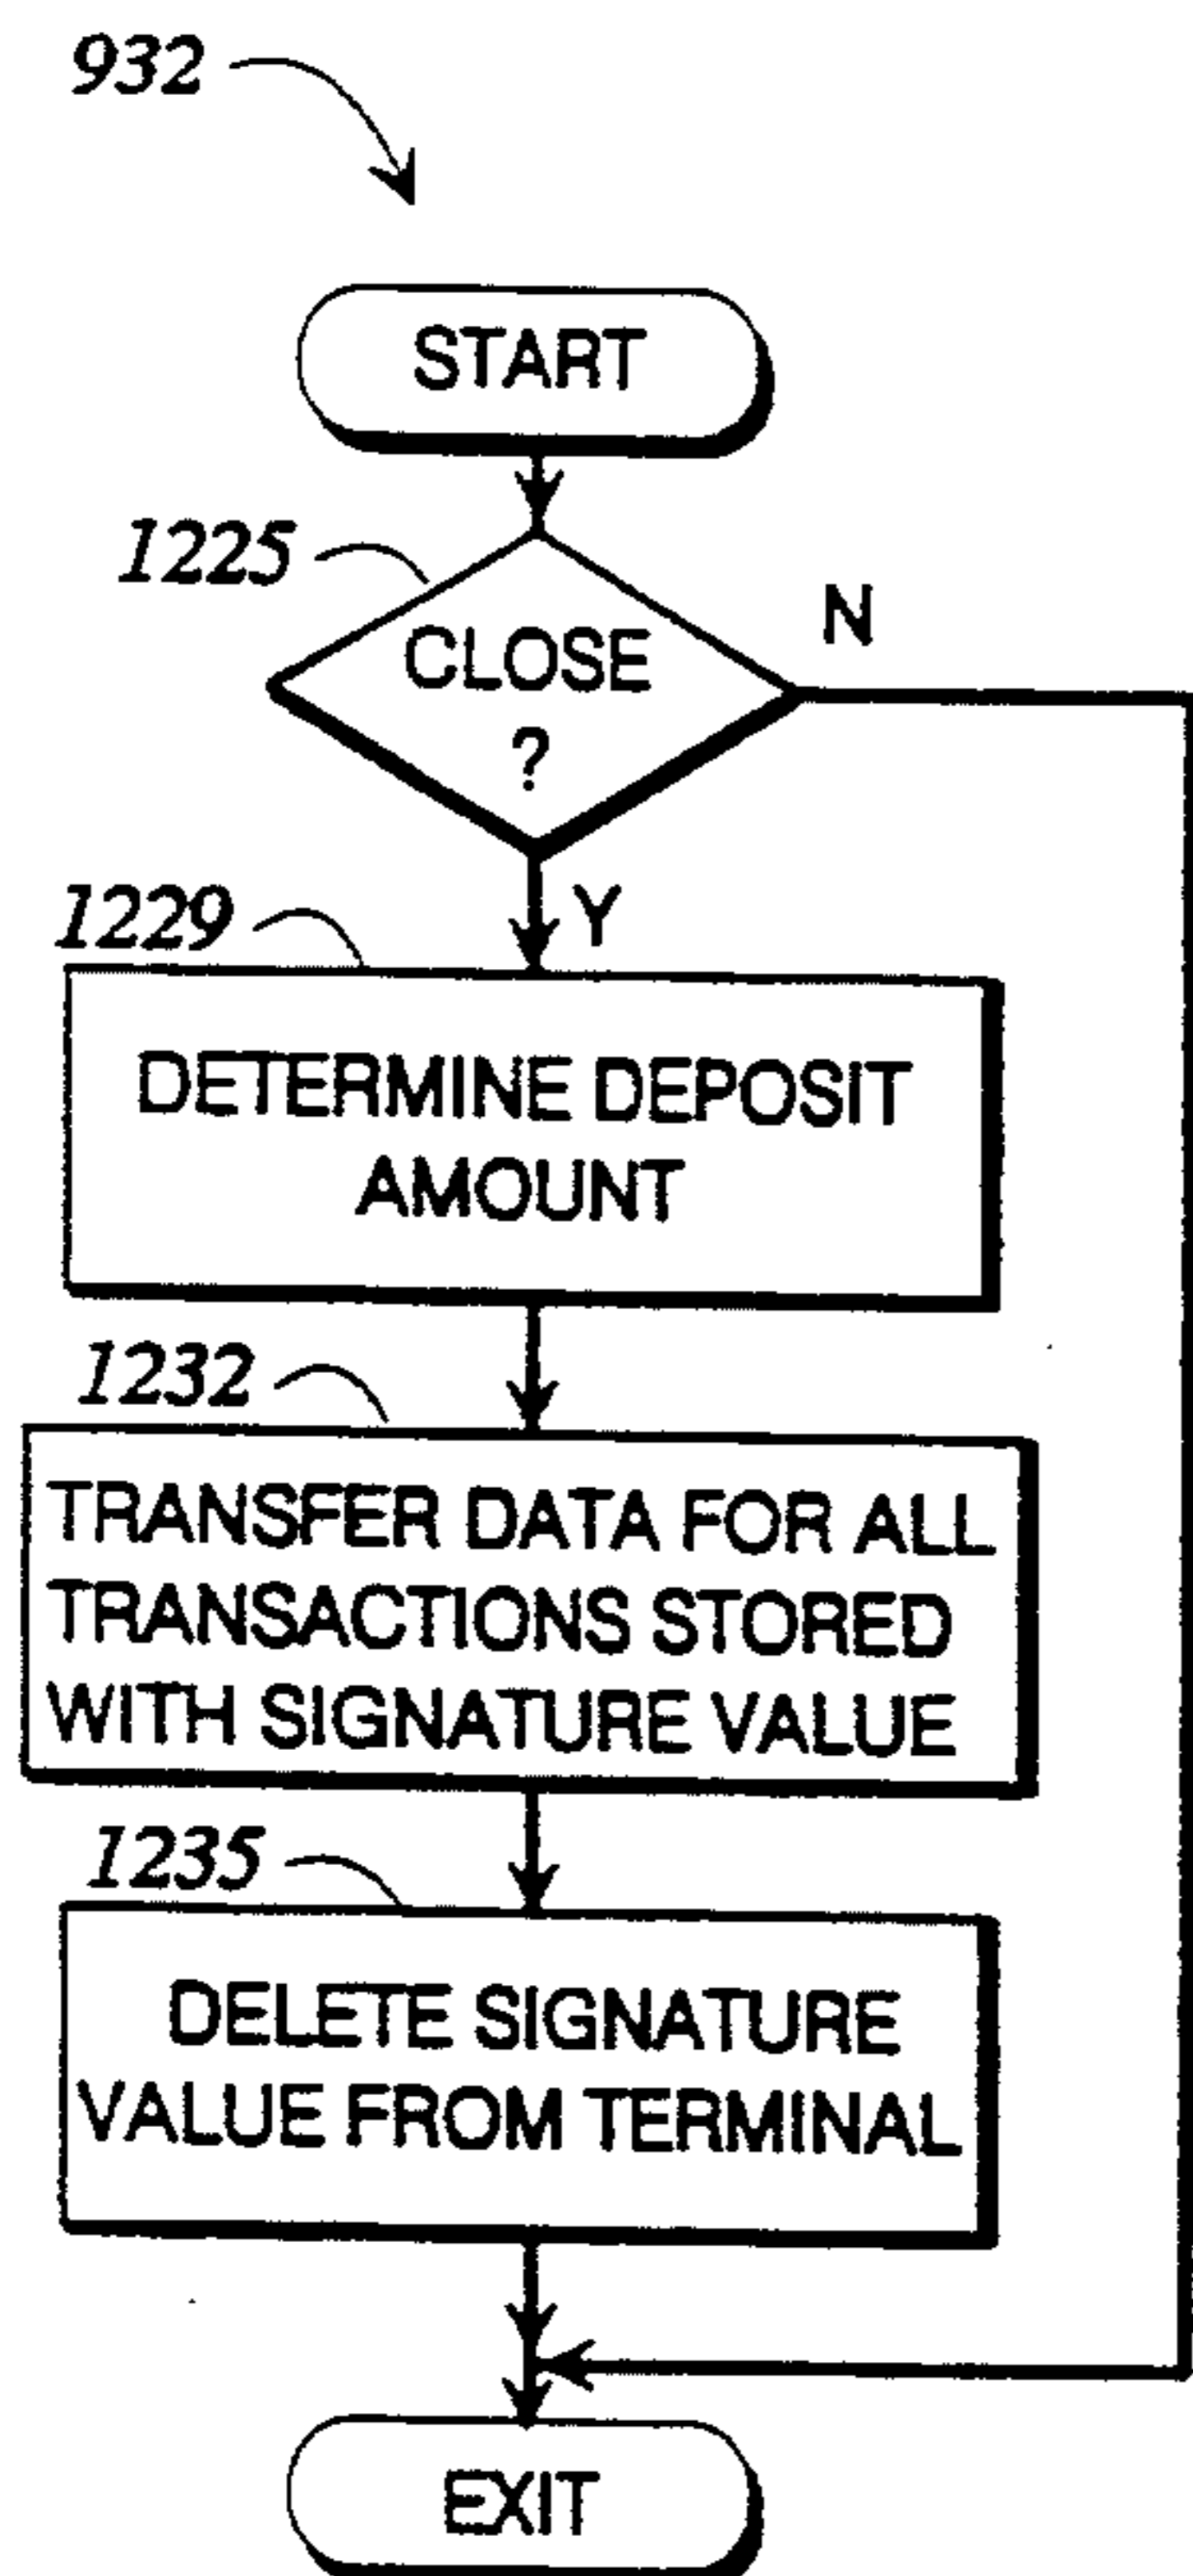 932
START
1225
CLOSE
?
N
Y
1229
DETERMINE DEPOSIT
AMOUNT
1232
TRANSFER DATA FOR ALL
TRANSACTIONS STORED
WITH SIGNATURE VALUE
1235
DELETE SIGNATURE
VALUE FROM TERMINAL
EXIT